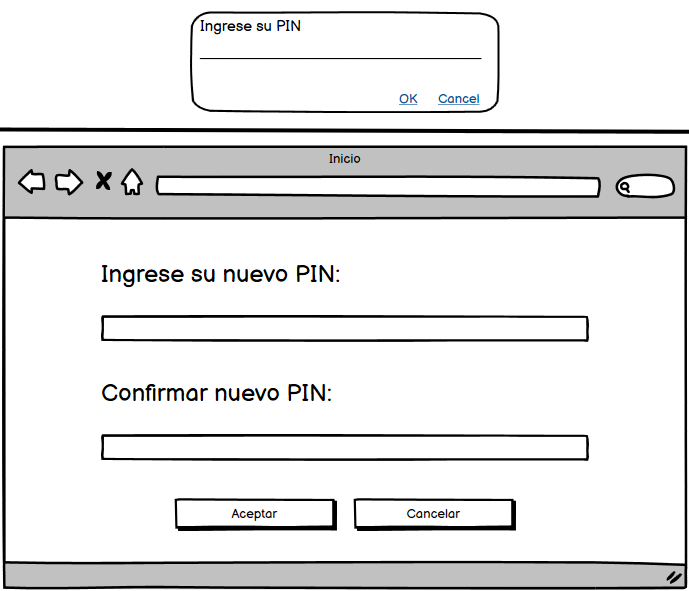 Ingrese su PIN
OK Cancel
Inicio
Ingrese su nuevo PIN:
Confirmar nuevo PIN:
Aceptar Cancelar